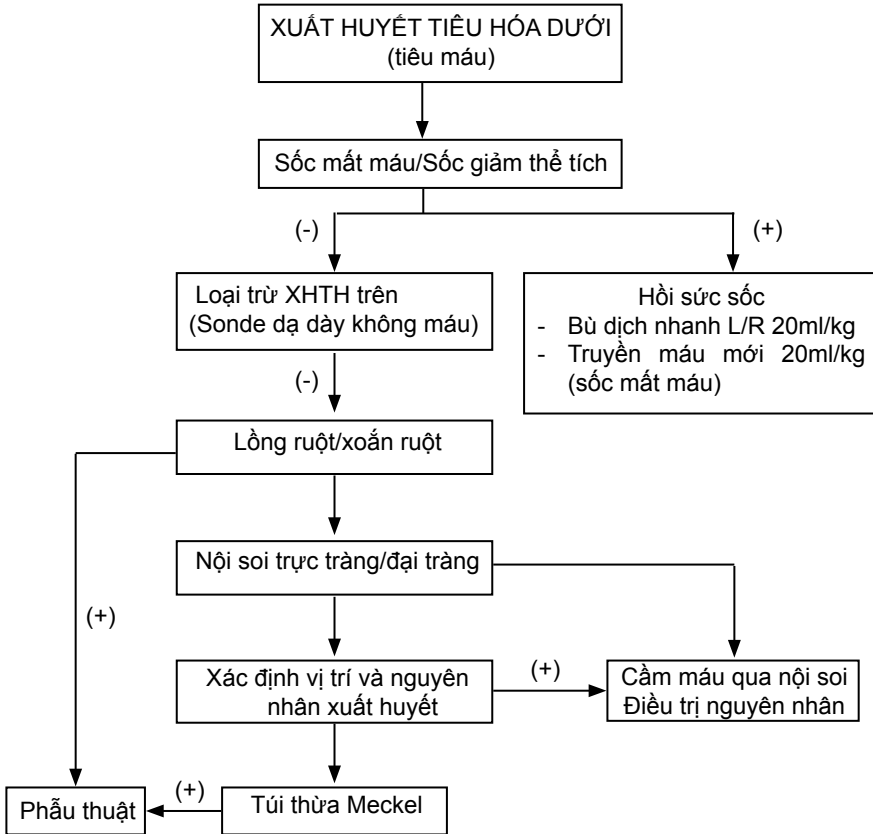 XUẤT HUYẾT TIÊU HÓA DƯỚI
(tiêu máu)
Sốc mất máu/Sốc giảm thể tích
(-)
(+)
Loại trừ XHTH trên
(Sonde dạ dày không máu)
Hồi sức sốc
- Bù dịch nhanh L/R 20ml/kg
- Truyền máu mới 20ml/kg
(sốc mất máu)
(-)
Lồng ruột/xoắn ruột
Nội soi trực tràng/đại tràng
(+)
Xác định vị trí và nguyên
nhân xuất huyết
(+)
Cầm máu qua nội soi
Điều trị nguyên nhân
Phẫu thuật
(+)
Túi thừa Meckel